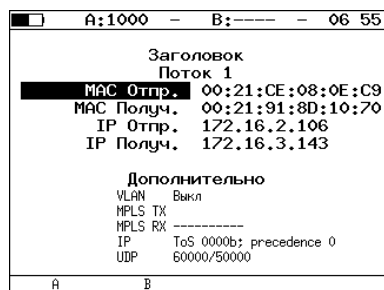 A:1000 – B:---- – 06 55
Заголовок
Поток 1
MAC Отпр. 00:21:CE:08:0E:C9
MAC Получ. 00:21:91:8D:10:70
IP Отпр. 172.16.2.106
IP Получ. 172.16.3.143
Дополнительно
VLAN Выкл
MPLS TX
MPLS RX ----------
IP ToS 0000b; precedence 0
UDP 60000/50000
A B